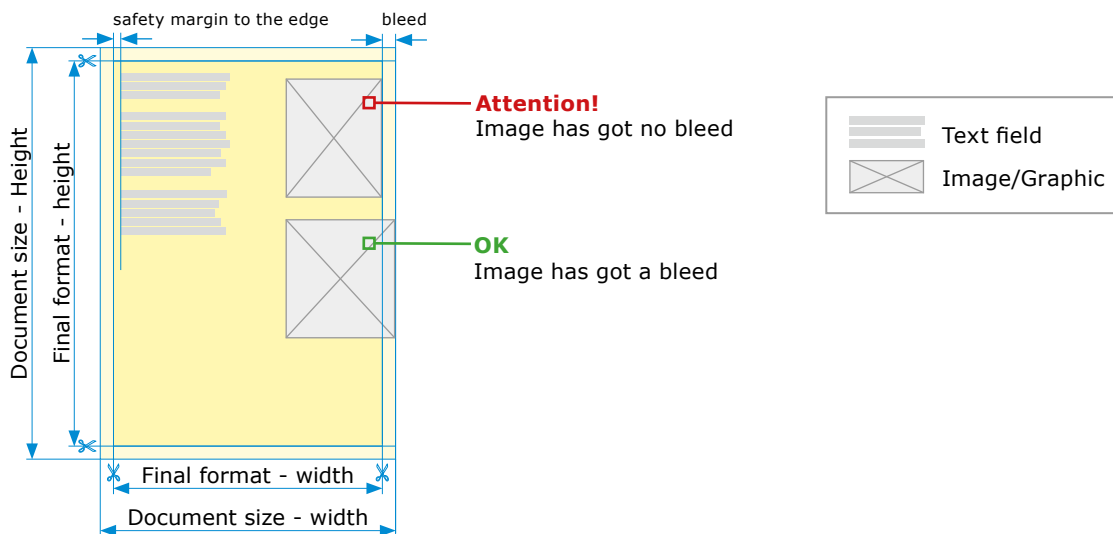 safety margin to the edge
bleed
Attention!
Image has got no bleed
Text field
Image/Graphic
OK
Image has got a bleed
Document size - Height
Final format - height
Final format - width
Document size - width